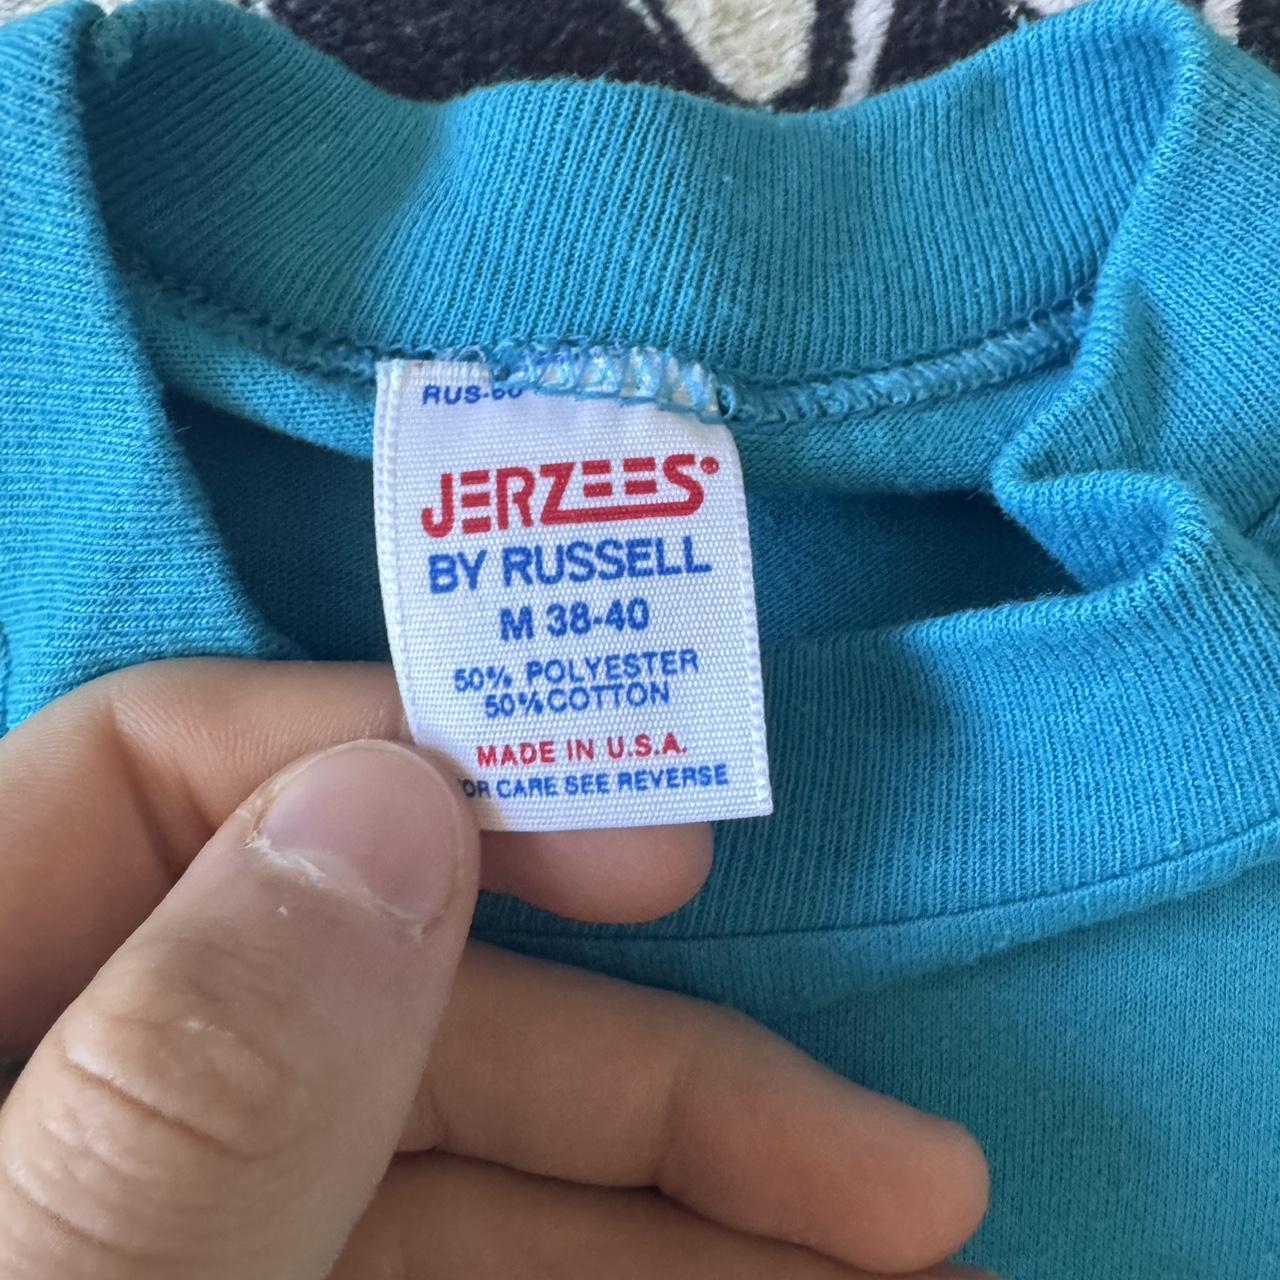 JERZEES
BY RUSSELL
M 38-40
50% POLYESTER
50% COTTON
MADE IN U.S.A.
CARE SEE REVERSE